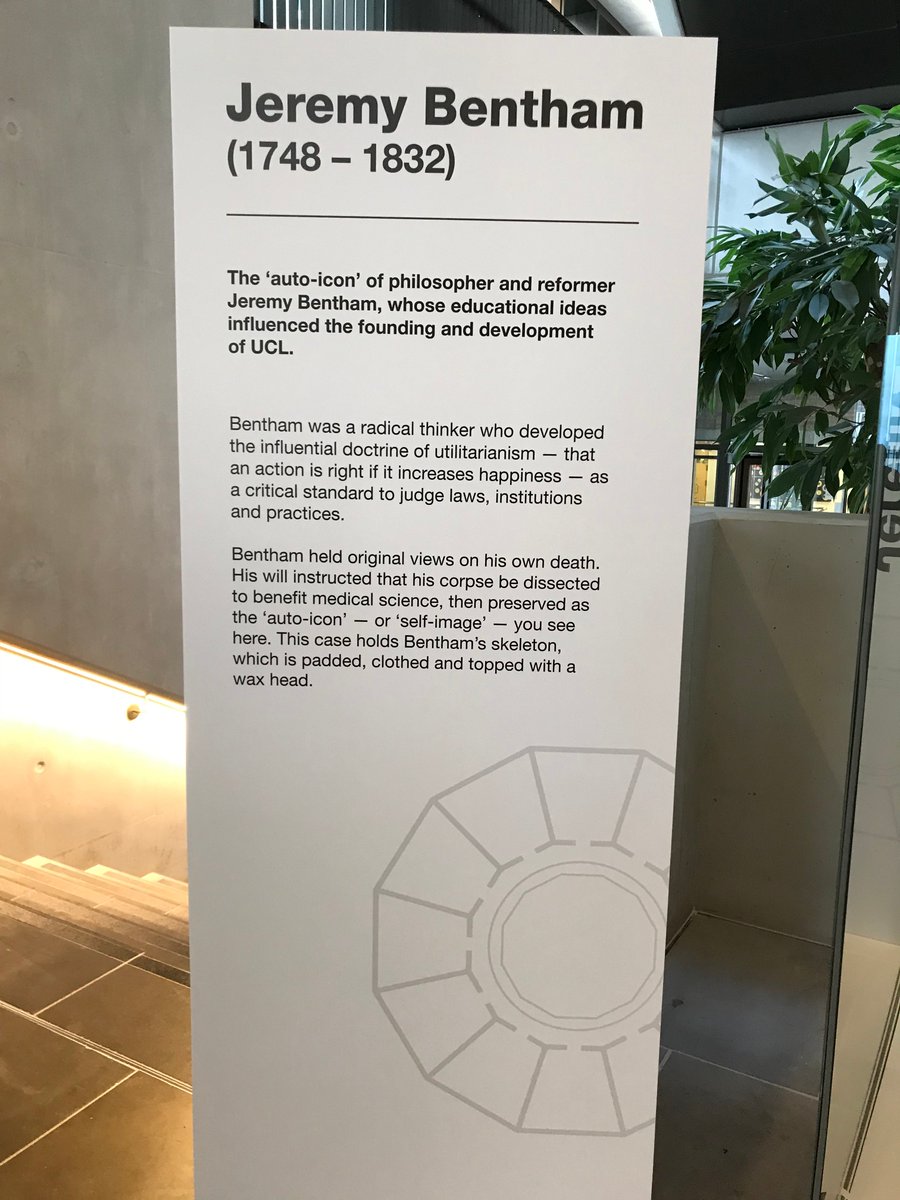 Jeremy Bentham
(1748 – 1832)
The ‘auto-icon’ of philosopher and reformer
Jeremy Bentham, whose educational ideas
influenced the founding and development
of UCL.
Bentham was a radical thinker who developed
the influential doctrine of utilitarianism — that
an action is right if it increases happiness — as
a critical standard to judge laws, institutions
and practices.
Bentham held original views on his own death.
His will instructed that his corpse be dissected
to benefit medical science, then preserved as
the ‘auto-icon’ — or ‘self-image’ — you see
here. This case holds Bentham’s skeleton,
which is padded, clothed and topped with a
wax head.